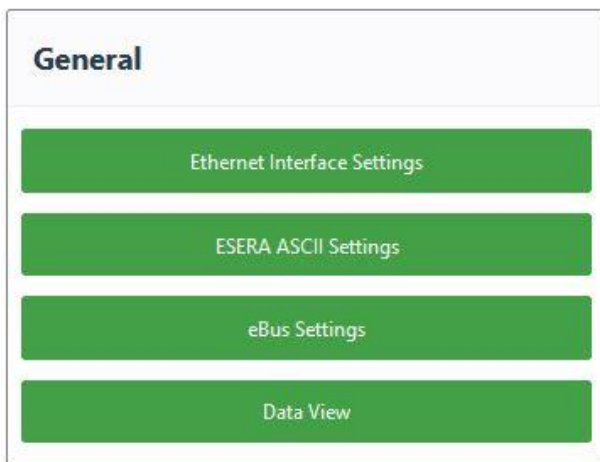 General
Ethernet Interface Settings
ESERA ASCII Settings
eBus Settings
Data View